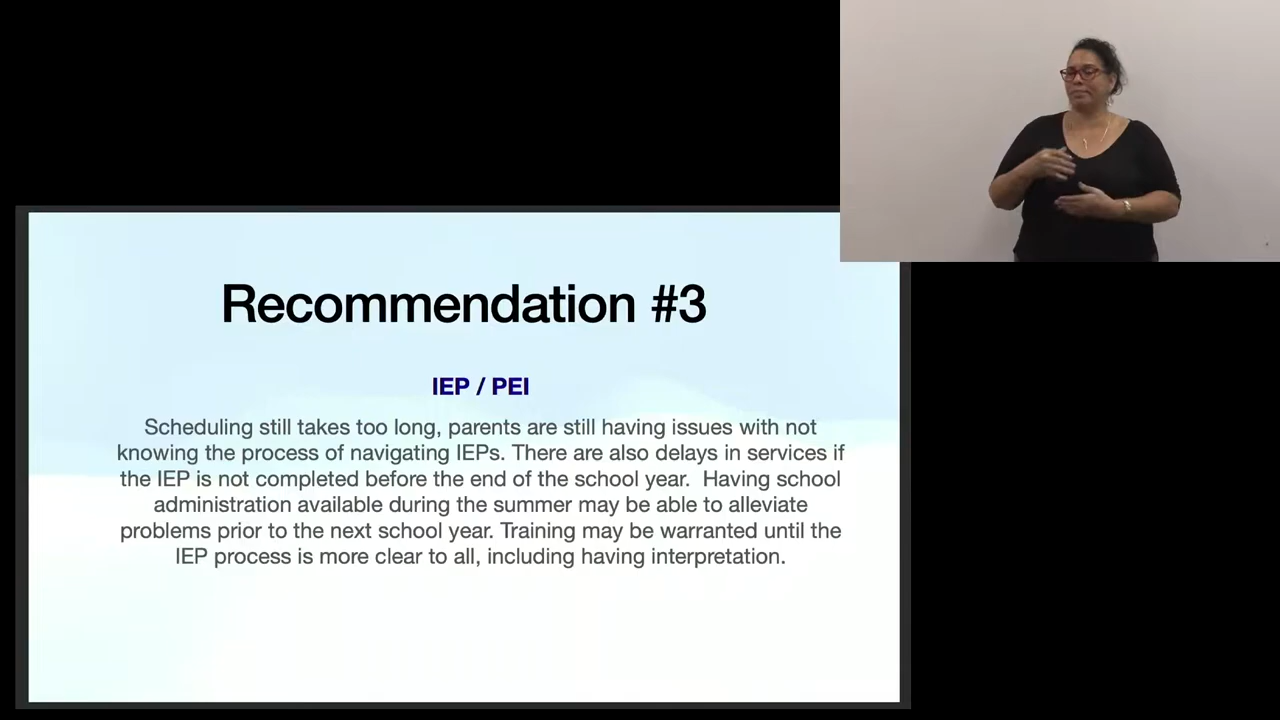 Recommendation #3
IEP / PEI
Scheduling still takes too long, parents are still having issues with not
knowing the process of navigating IEPs. There are also delays in services if
the IEP is not completed before the end of the school year.  Having school
administration available during the summer may be able to alleviate
problems prior to the next school year. Training may be warranted until the
IEP process is more clear to all, including having interpretation.